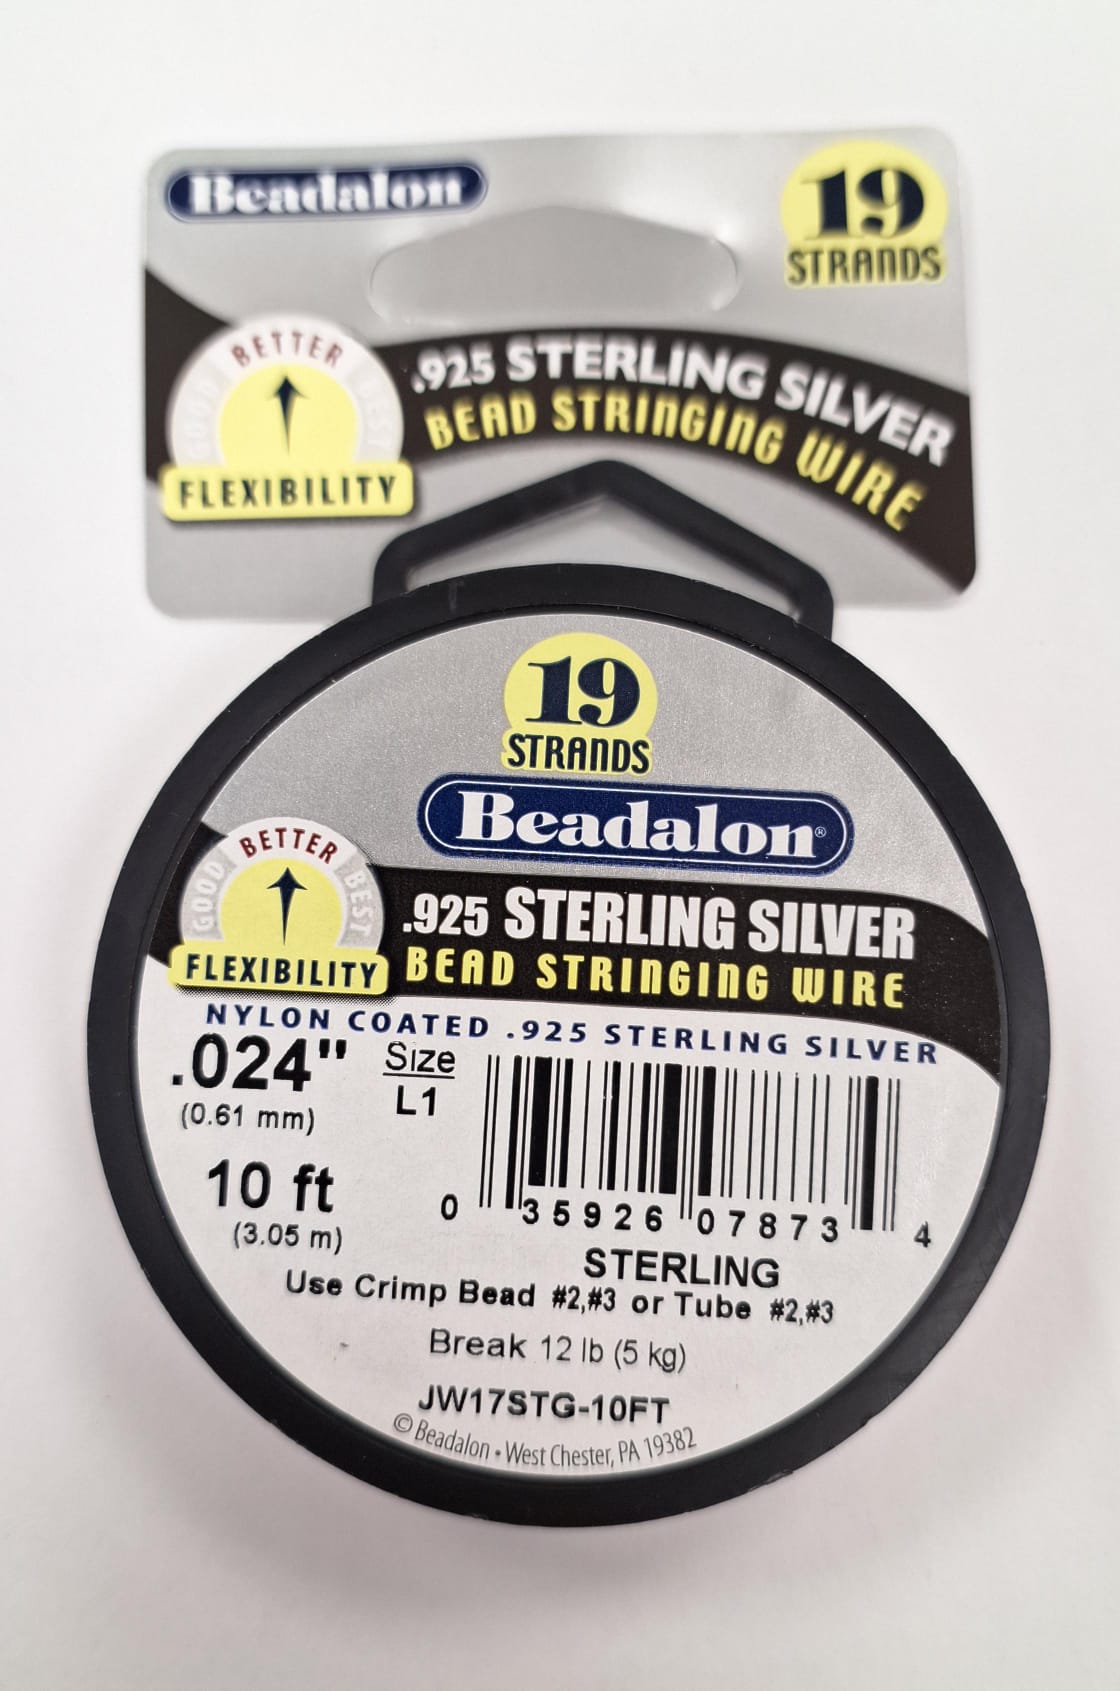 Beadalon
19
STRANDS
GOOD BETTER BEST
FLEXIBILITY
.925 STERLING SILVER
BEAD STRINGING WIRE
19
STRANDS
Beadalon®
GOOD BETTER BEST
FLEXIBILITY
.925 STERLING SILVER
BEAD STRINGING WIRE
NYLON COATED .925 STERLING SILVER
.024"
(0.61 mm)
Size
L1
10 ft
(3.05 m)
0 35926 07873 4
STERLING
Use Crimp Bead #2,#3 or Tube #2,#3
Break 12 lb (5 kg)
JW17STG-10FT
© Beadalon • West Chester, PA 19382